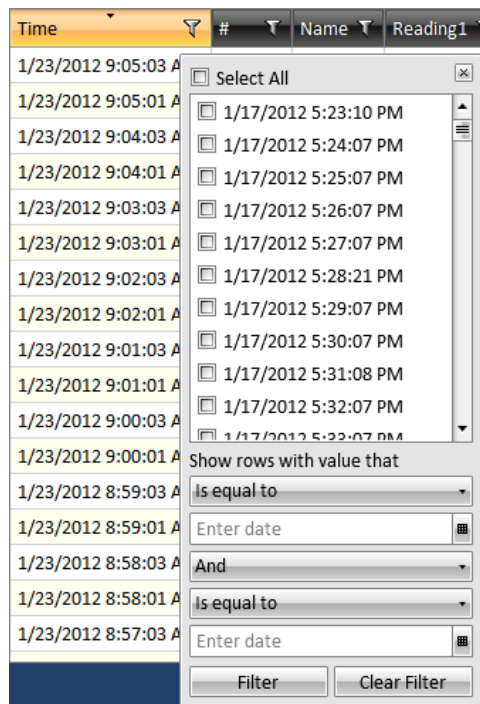 Time # Name Reading1
1/23/2012 9:05:03 A
1/23/2012 9:05:01 A
1/23/2012 9:04:03 A
1/23/2012 9:04:01 A
1/23/2012 9:03:03 A
1/23/2012 9:03:01 A
1/23/2012 9:02:03 A
1/23/2012 9:02:01 A
1/23/2012 9:01:03 A
1/23/2012 9:01:01 A
1/23/2012 9:00:03 A
1/23/2012 9:00:01 A
1/23/2012 8:59:03 A
1/23/2012 8:59:01 A
1/23/2012 8:58:03 A
1/23/2012 8:58:01 A
1/23/2012 8:57:03 A
Select All
1/17/2012 5:23:10 PM
1/17/2012 5:24:07 PM
1/17/2012 5:25:07 PM
1/17/2012 5:26:07 PM
1/17/2012 5:27:07 PM
1/17/2012 5:28:21 PM
1/17/2012 5:29:07 PM
1/17/2012 5:30:07 PM
1/17/2012 5:31:08 PM
1/17/2012 5:32:07 PM
1/17/2012 5:33:07 PM
Show rows with value that
Is equal to
Enter date
And
Is equal to
Enter date
Filter Clear Filter